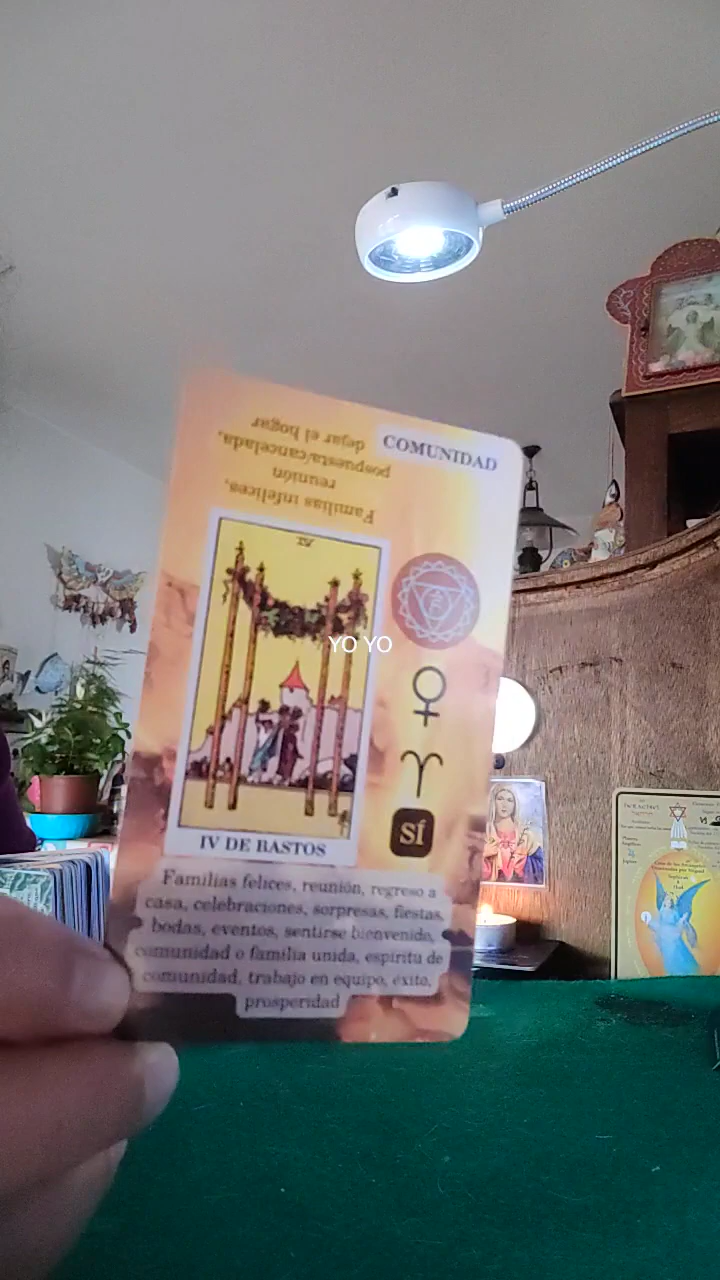 COMUNIDAD
Familias infelices,
reunión
pospuesta/cancelada,
dejar el hogar
IV
YO YO
SÍ
IV DE BASTOS
Familias felices, reunión, regreso a
casa, celebraciones, sorpresas, fiestas,
bodas, eventos, sentirse bienvenido,
comunidad o familia unida, espíritu de
comunidad, trabajo en equipo, éxito,
prosperidad